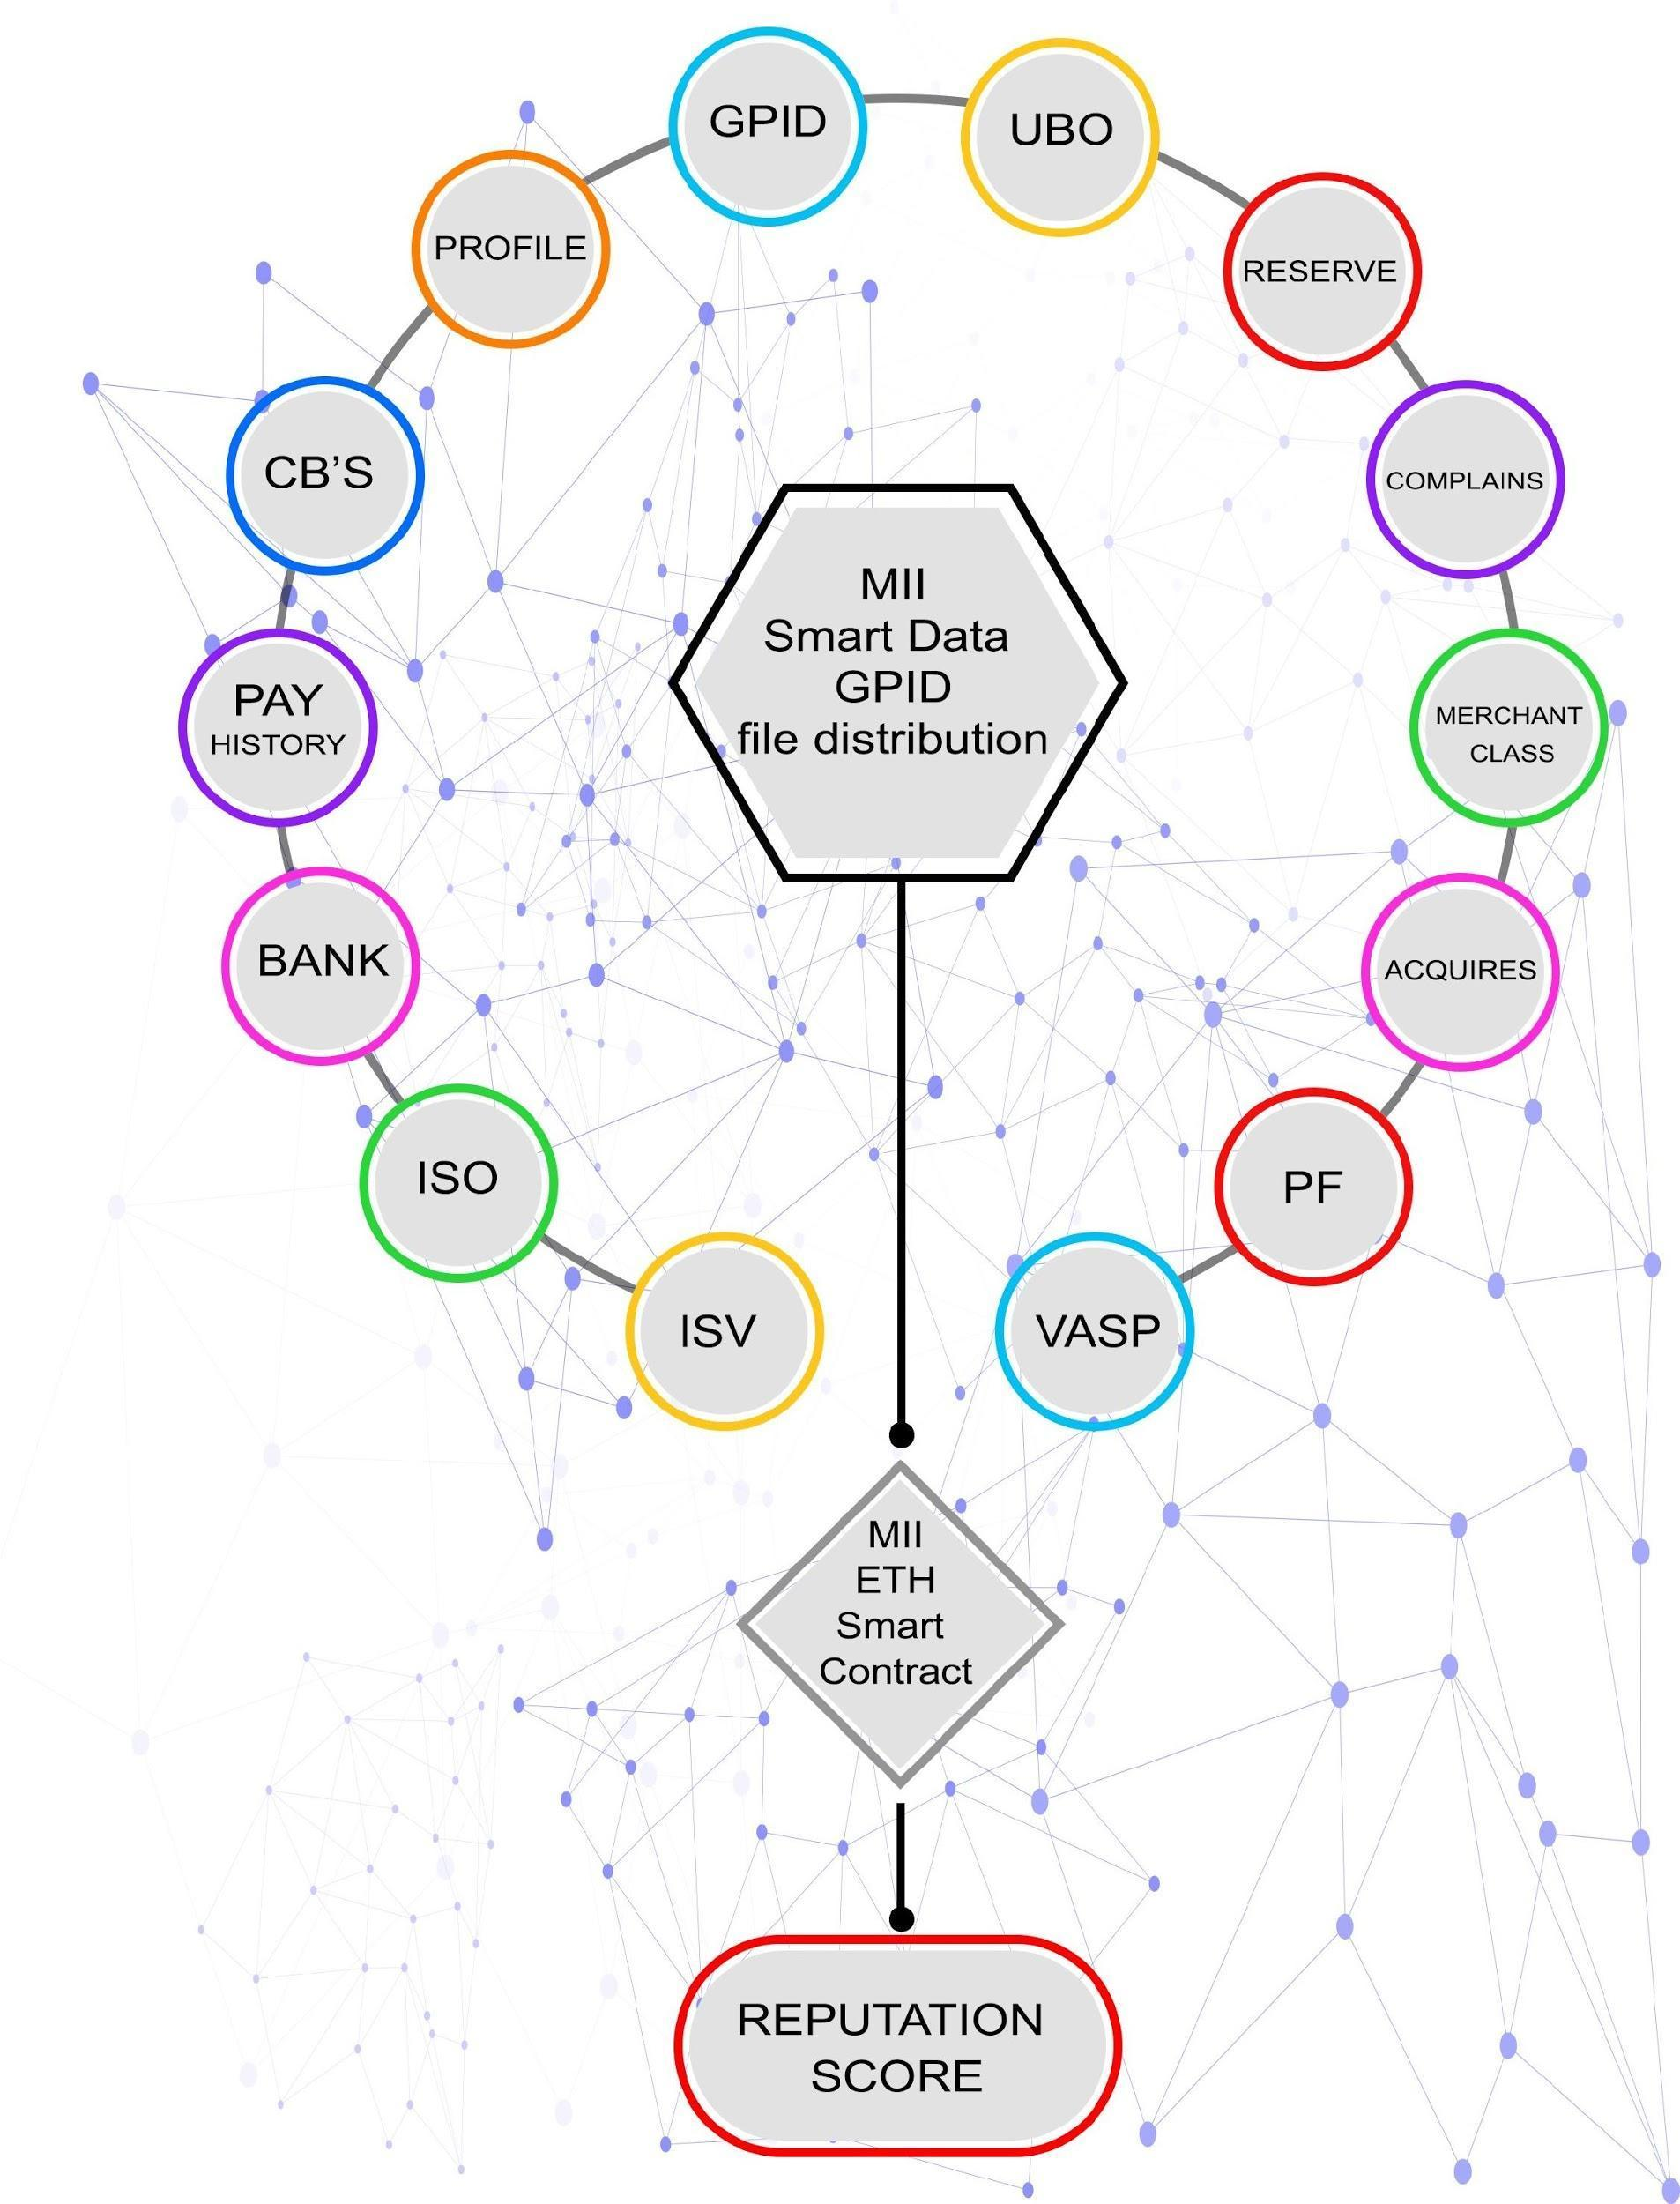 GPID
UBO
PROFILE
RESERVE
CB’S
COMPLAINS
MII
Smart Data
GPID
file distribution
PAY
HISTORY
MERCHANT
CLASS
BANK
ACQUIRES
ISO
PF
ISV
VASP
MII
ETH
Smart
Contract
REPUTATION
SCORE